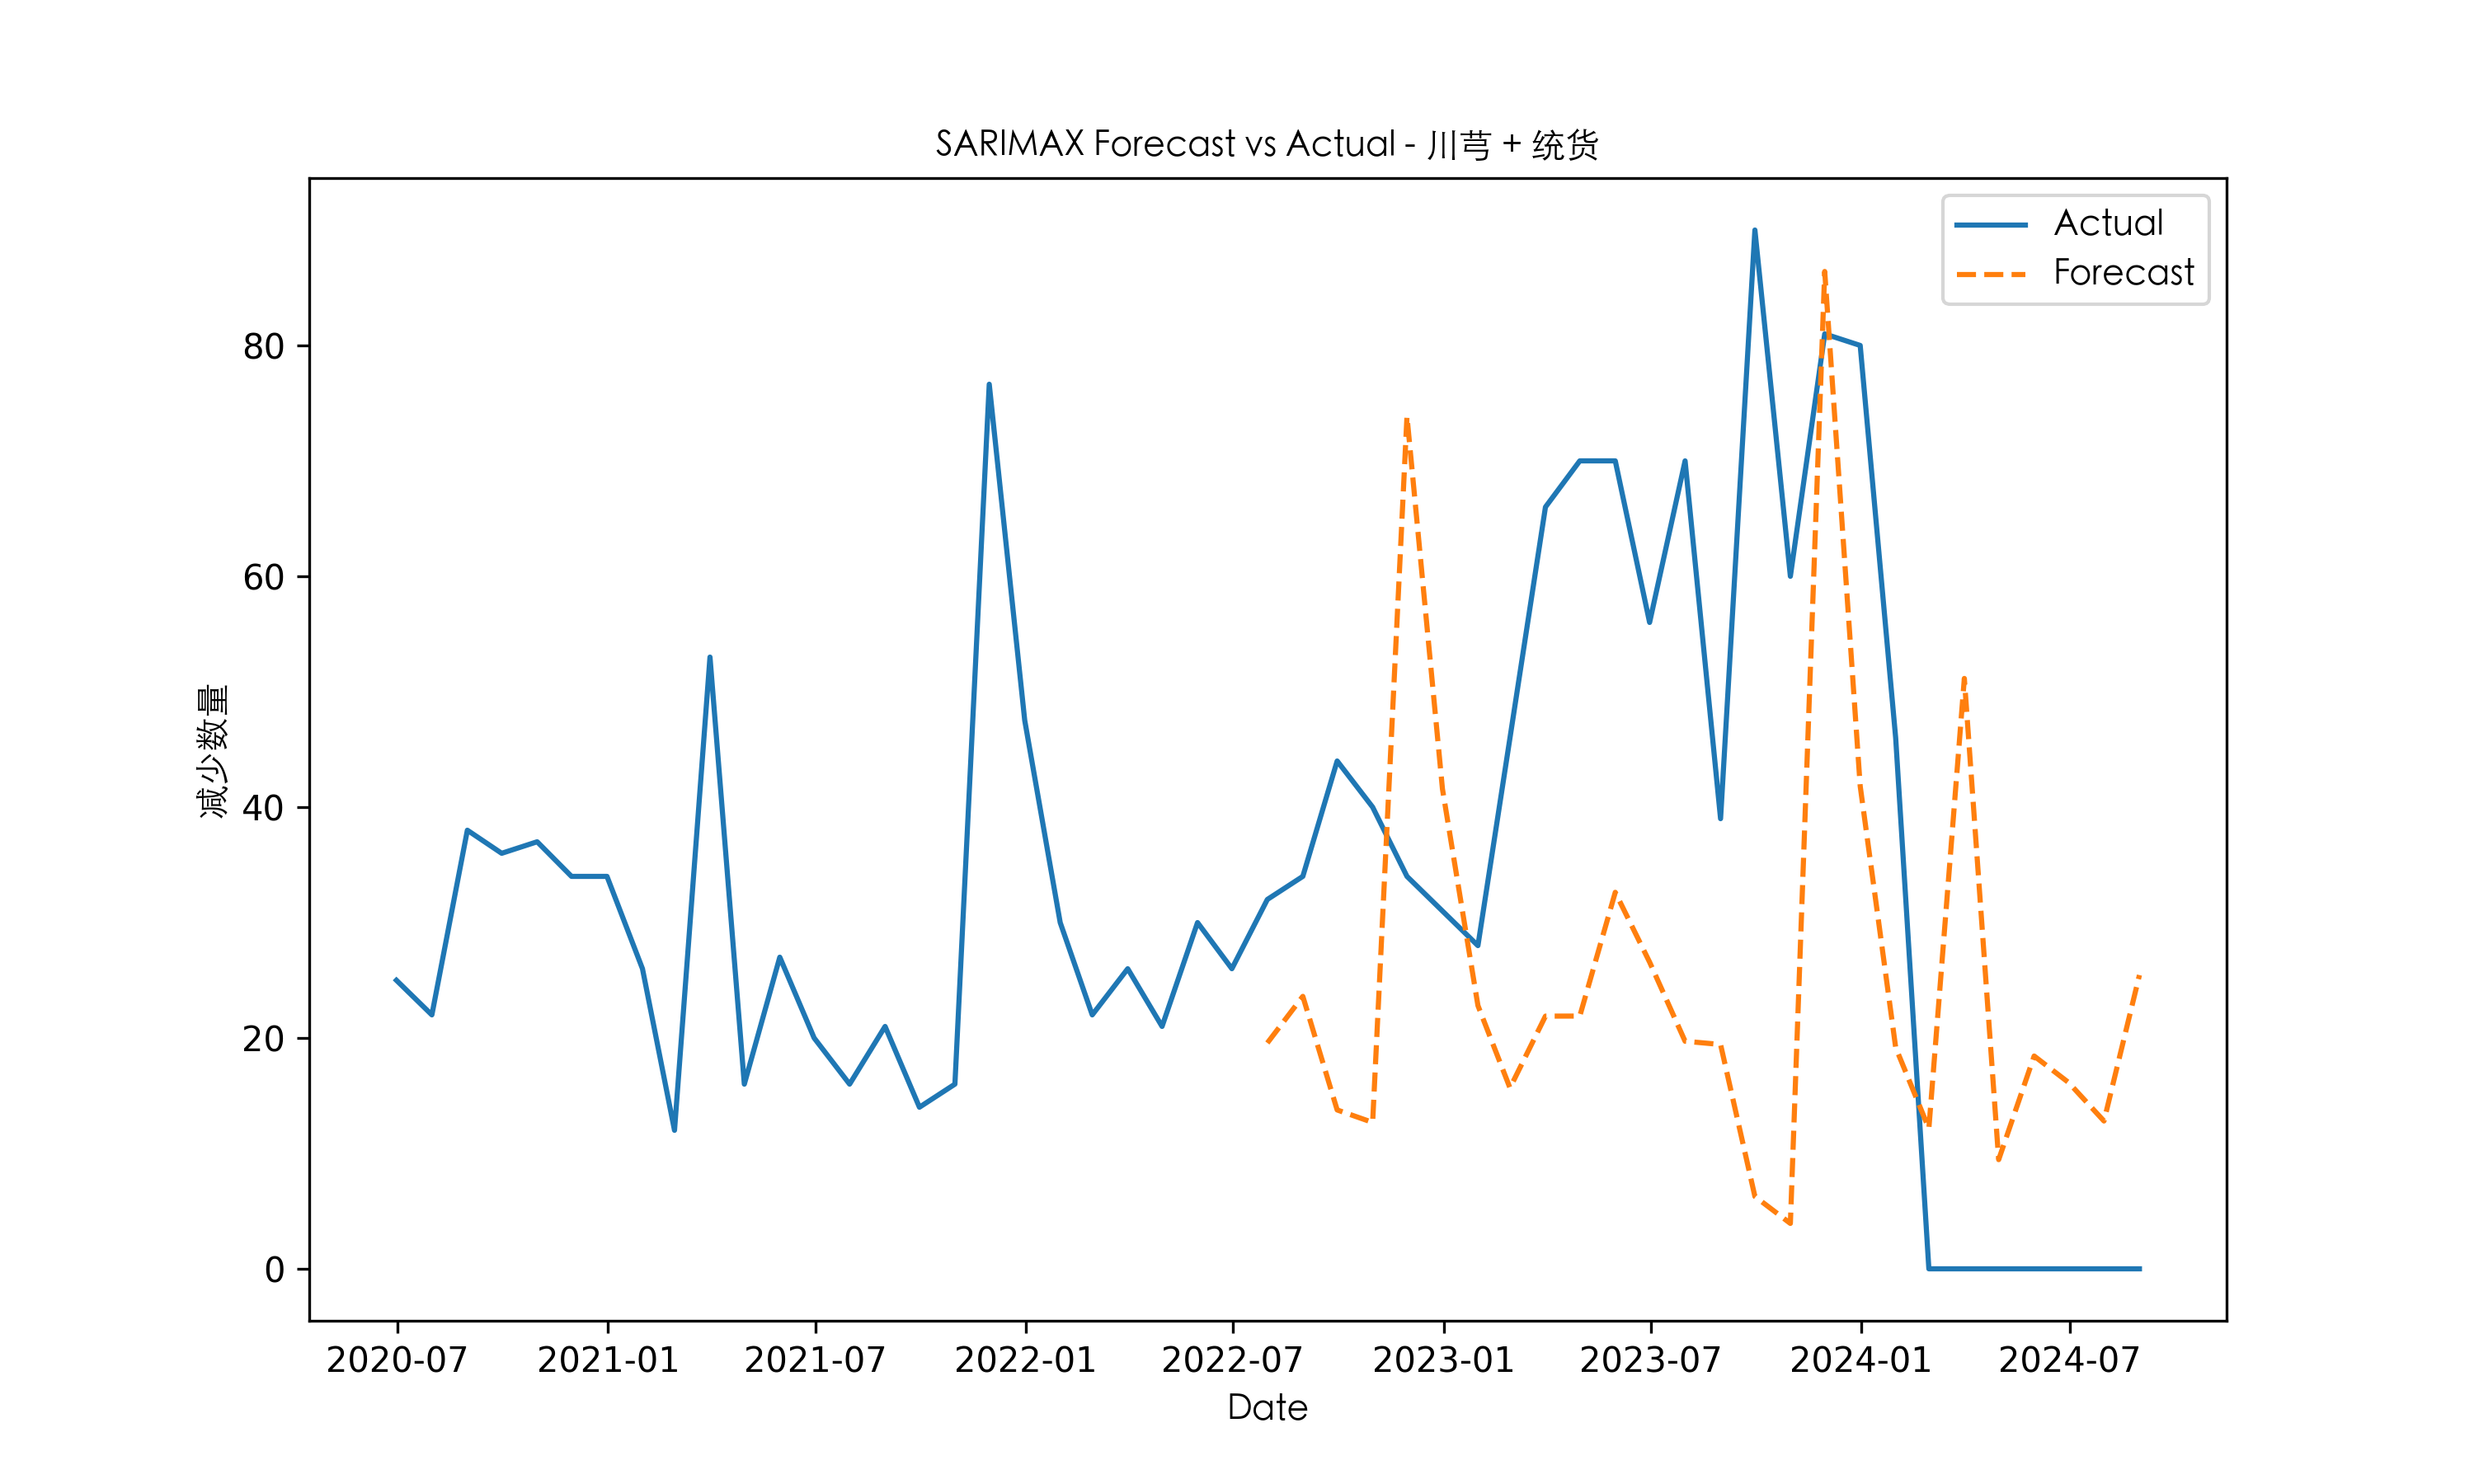 SARIMAX Forecast vs Actual - 川芎 + 统货
Actual
Forecast
减少数量
80
60
40
20
0
2020-07 2021-01 2021-07 2022-01 2022-07 2023-01 2023-07 2024-01 2024-07
Date